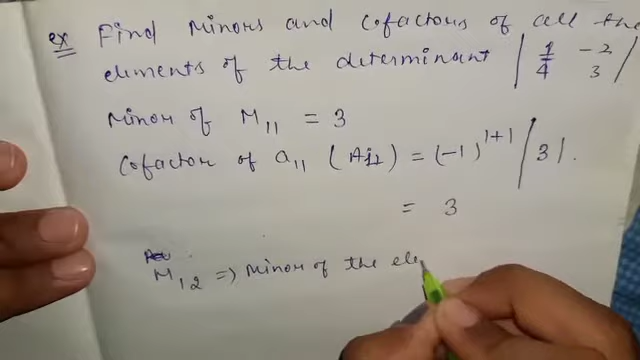 ex Find Minors and Cofactors of all the
elements of the determinant | 1 -2 |
| 4 3 |
Minor of M11 = 3
Cofactor of a11 (A11) = (-1)^1+1 |3|.
= 3
M12 => Minor of the ele